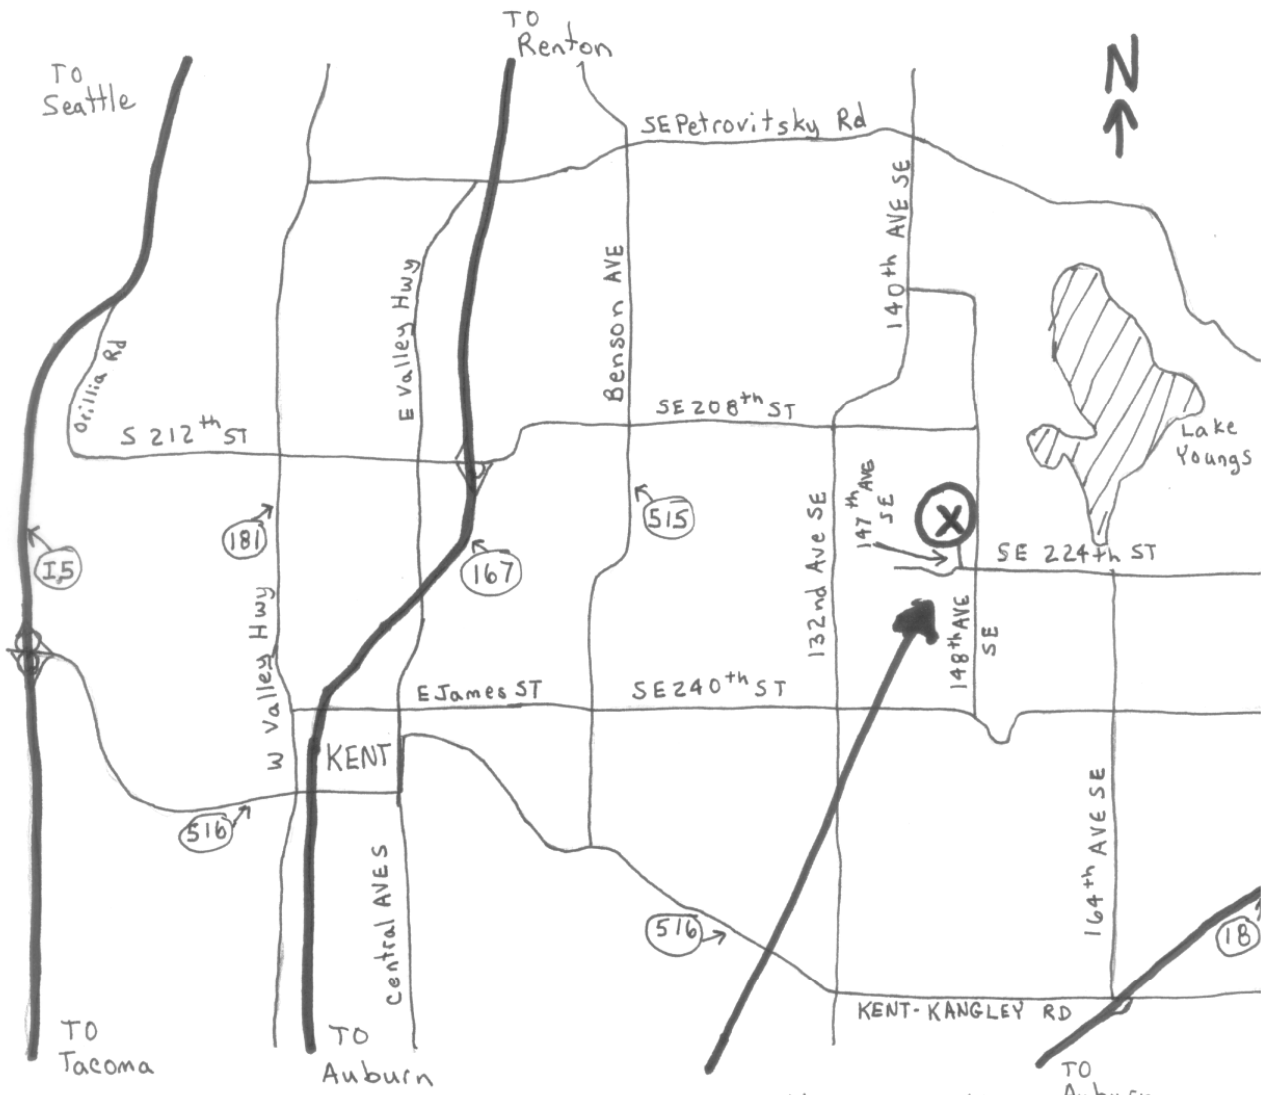 TO
Renton
TO
Seattle
N
SE Petrovitsky Rd
140th AVE SE
E Valley Hwy
Benson AVE
Orillia Rd
S 212th ST
SE 208th ST
Lake
Youngs
147th AVE
SE
X
181
515
I5
167
132nd Ave SE
SE 224th ST
148th AVE
SE
W Valley Hwy
E James ST
SE 240th ST
KENT
516
164th AVE SE
Central AVE S
516
18
KENT-KANGLEY RD
TO
Tacoma
TO
Auburn
TO